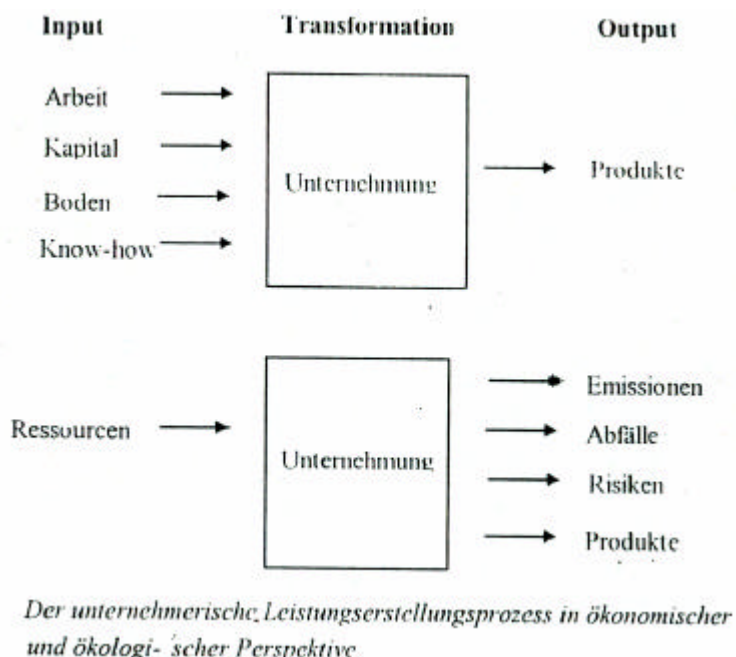 Input Transformation Output
Arbeit
Kapital
Boden
Know-how
Unternehmung
Produkte
Ressourcen
Unternehmung
Emissionen
Abfälle
Risiken
Produkte
Der unternehmerische Leistungserstellungsprozess in ökonomischer
und ökologi- scher Perspektive